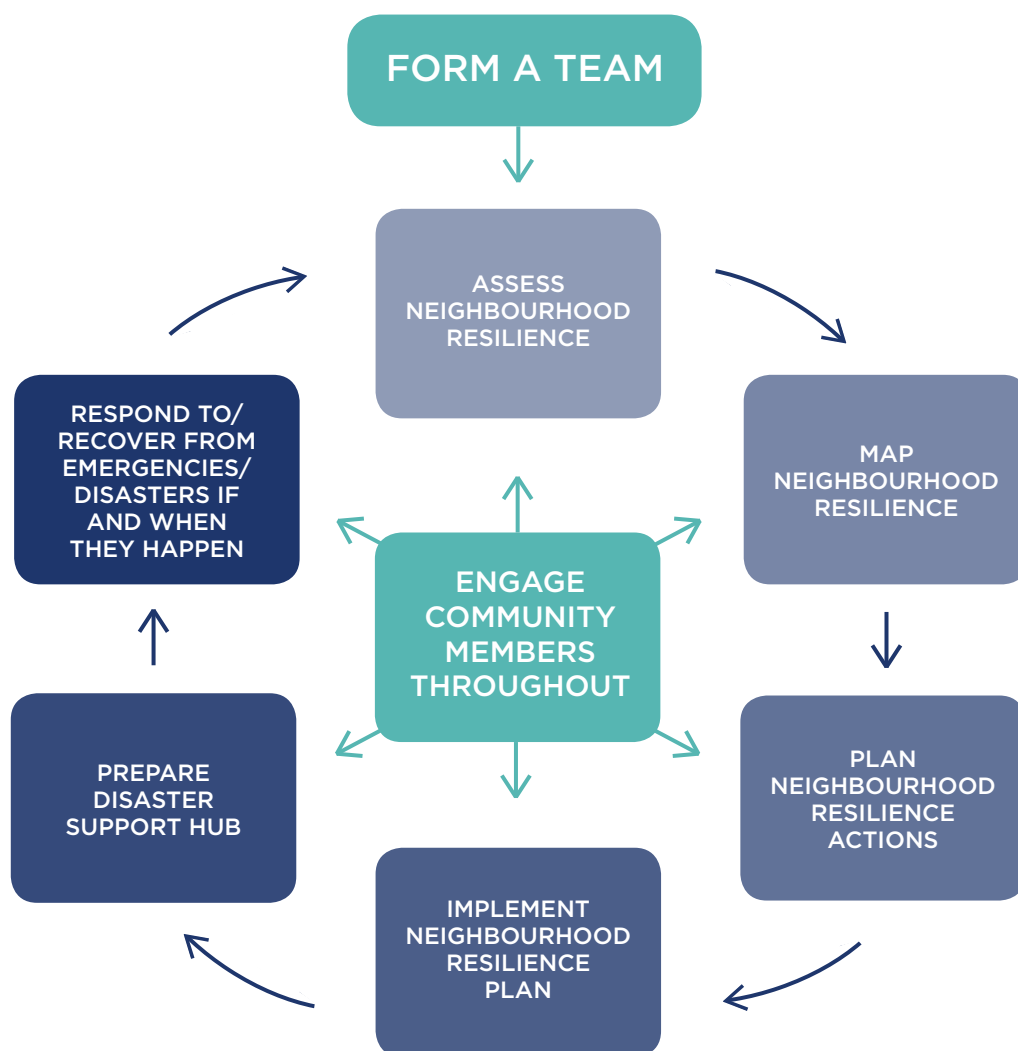 FORM A TEAM
ASSESS
NEIGHBOURHOOD
RESILIENCE
MAP
NEIGHBOURHOOD
RESILIENCE
PLAN
NEIGHBOURHOOD
RESILIENCE
ACTIONS
IMPLEMENT
NEIGHBOURHOOD
RESILIENCE
PLAN
PREPARE
DISASTER
SUPPORT HUB
RESPOND TO/
RECOVER FROM
EMERGENCIES/
DISASTERS IF
AND WHEN
THEY HAPPEN
ENGAGE
COMMUNITY
MEMBERS
THROUGHOUT